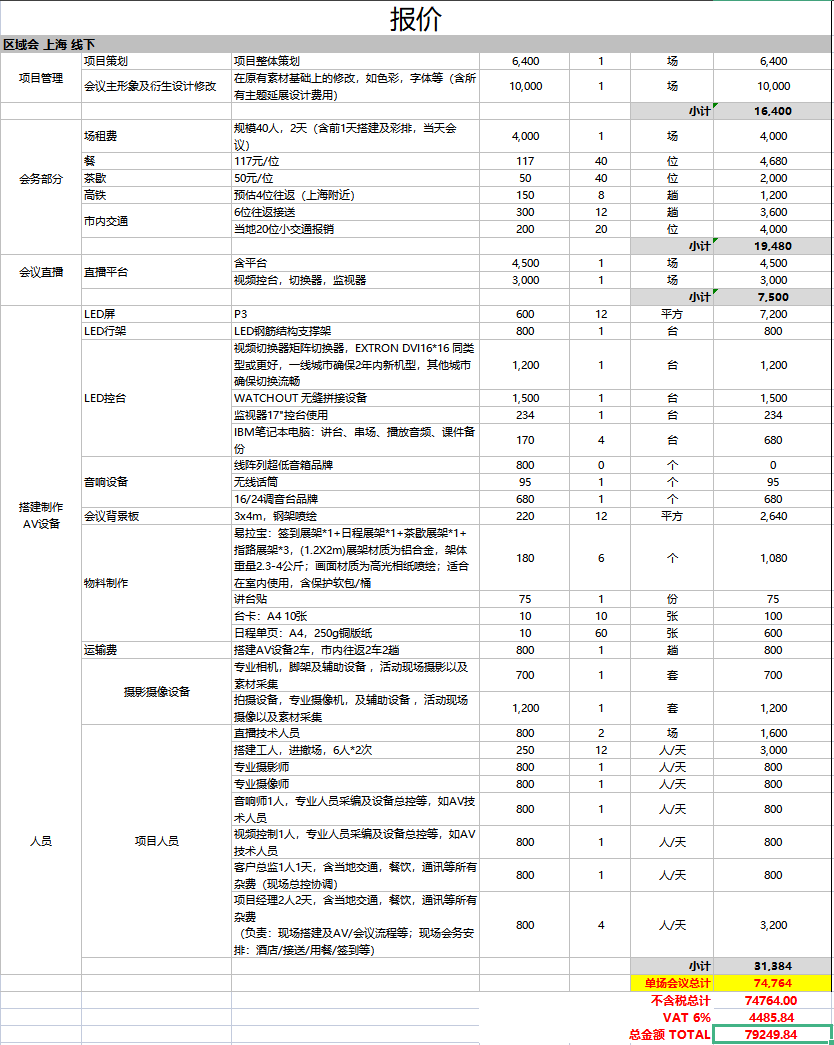 报价
区域会 上海 线下
项目管理
项目策划 项目整体策划 6,400 1 场 6,400
会议主形象及衍生设计修改 在原有素材基础上的修改，如色彩，字体等（含所
有主题延展设计费用） 10,000 1 场 10,000
小计 16,400
会务部分
场租费 规模40人，2天（含前1天搭建及彩排，当天会
议） 4,000 1 场 4,000
餐 117元/位 117 40 位 4,680
茶歇 50元/位 50 40 位 2,000
高铁 预估4位往返（上海附近） 150 8 趟 1,200
市内交通 6位往返接送 300 12 趟 3,600
当地20位小交通报销 200 20 位 4,000
小计 19,480
会议直播 直播平台 含平台 4,500 1 场 4,500
视频控台，切换器，监视器 3,000 1 场 3,000
小计 7,500
搭建制作
AV设备
LED屏 P3 600 12 平方 7,200
LED行架 LED钢筋结构支撑架 800 1 台 800
LED控台 视频切换器矩阵切换器，EXTRON DVI16*16 同类
型或更好，一线城市确保2年内新机型，其他城市
确保切换流畅 1,200 1 台 1,200
WATCHOUT 无缝拼接设备 1,500 1 台 1,500
监视器17"控台使用 234 1 台 234
IBM笔记本电脑：讲台、串场、播放音频、课件备
份 170 4 台 680
音响设备 线阵列超低音箱品牌 800 0 个 0
无线话筒 95 1 个 95
16/24调音台品牌 680 1 个 680
会议背景板 3x4m，钢架喷绘 220 12 平方 2,640
物料制作 易拉宝：签到展架*1+日程展架*1+茶歇展架*1+
指路展架*3，（1.2X2m)展架材质为铝合金，架体
重量2.3-4公斤；画面材质为高光相纸喷绘；适合
在室内使用，含保护软包/桶 180 6 个 1,080
讲台贴 75 1 份 75
台卡：A4 10张 10 10 张 100
日程单页：A4，250g铜版纸 10 60 张 600
运输费 搭建AV设备2车，市内往返2车2趟 800 1 趟 800
人员
摄影摄像设备 专业相机，脚架及辅助设备 ，活动现场摄影以及
素材采集 700 1 套 700
拍摄设备，专业摄像机，及辅助设备 ，活动现场
摄像以及素材采集 1,200 1 套 1,200
项目人员 直播技术人员 800 2 场 1,600
搭建工人，进撤场，6人*2次 250 12 人/天 3,000
专业摄影师 800 1 人/天 800
专业摄像师 800 1 人/天 800
音响师1人，专业人员采编及设备总控等，如AV技
术人员 800 1 人/天 800
视频控制1人，专业人员采编及设备总控等，如AV
技术人员 800 1 人/天 800
客户总监1人1天，含当地交通，餐饮，通讯等所有
杂费（现场总控协调） 800 1 人/天 800
项目经理2人2天，含当地交通，餐饮，通讯等所有
杂费
（负责：现场搭建及AV/会议流程等；现场会务安
排：酒店/接送/用餐/签到等） 800 4 人/天 3,200
小计 31,384
单场会议总计 74,764
不含税总计 74764.00
VAT 6% 4485.84
总金额 TOTAL 79249.84